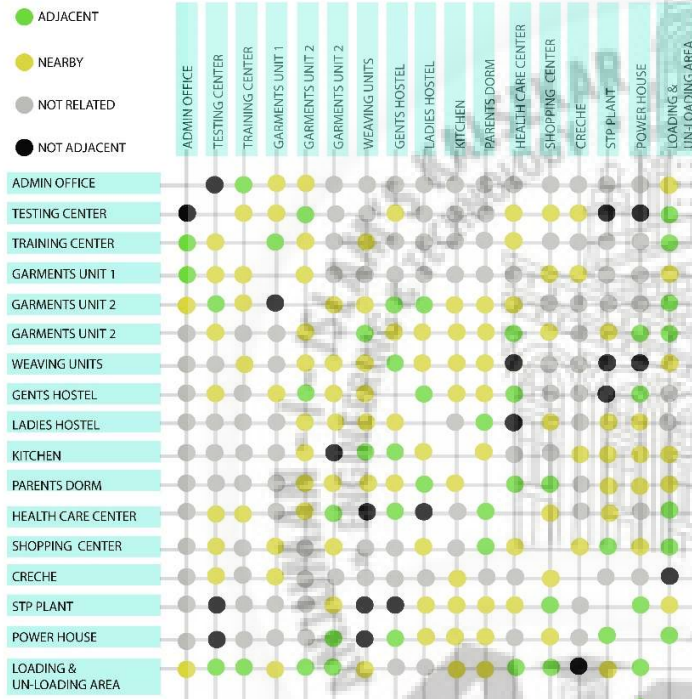 ADJACENT
NEARBY
NOT RELATED
NOT ADJACENT
ADMIN OFFICE
TESTING CENTER
TRAINING CENTER
GARMENTS UNIT 1
GARMENTS UNIT 2
GARMENTS UNIT 2
WEAVING UNITS
GENTS HOSTEL
LADIES HOSTEL
KITCHEN
PARENTS DORM
HEALTH CARE CENTER
SHOPPING CENTER
CRECHE
STP PLANT
POWER HOUSE
LOADING &
UN-LOADING AREA
ADMIN OFFICE
TESTING CENTER
TRAINING CENTER
GARMENTS UNIT 1
GARMENTS UNIT 2
GARMENTS UNIT 2
WEAVING UNITS
GENTS HOSTEL
LADIES HOSTEL
KITCHEN
PARENTS DORM
HEALTH CARE CENTER
SHOPPING CENTER
CRECHE
STP PLANT
POWER HOUSE
LOADING &
UN-LOADING AREA